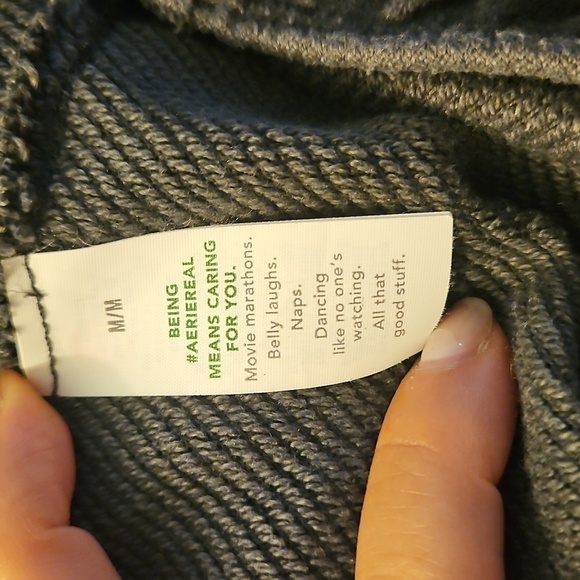 M/M
BEING
#AERIEREAL
MEANS CARING
FOR YOU.
Movie marathons.
Belly laughs.
Naps.
Dancing
like no one's
watching.
All that
good stuff.